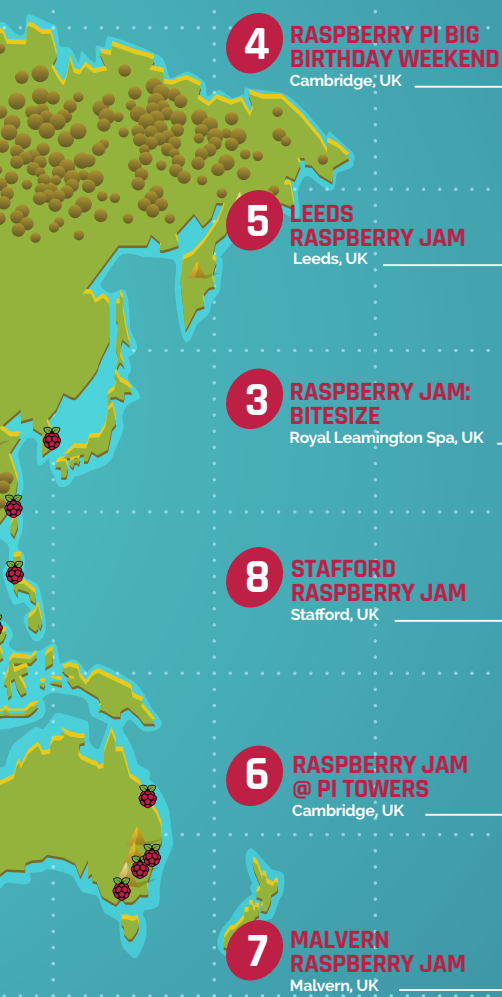 4
RASPBERRY PI BIG
BIRTHDAY WEEKEND
Cambridge, UK
5
LEEDS
RASPBERRY JAM
Leeds, UK
3
RASPBERRY JAM:
BITESIZE
Royal Leamington Spa, UK
8
STAFFORD
RASPBERRY JAM
Stafford, UK
6
RASPBERRY JAM
@ PI TOWERS
Cambridge, UK
7
MALVERN
RASPBERRY JAM
Malvern, UK